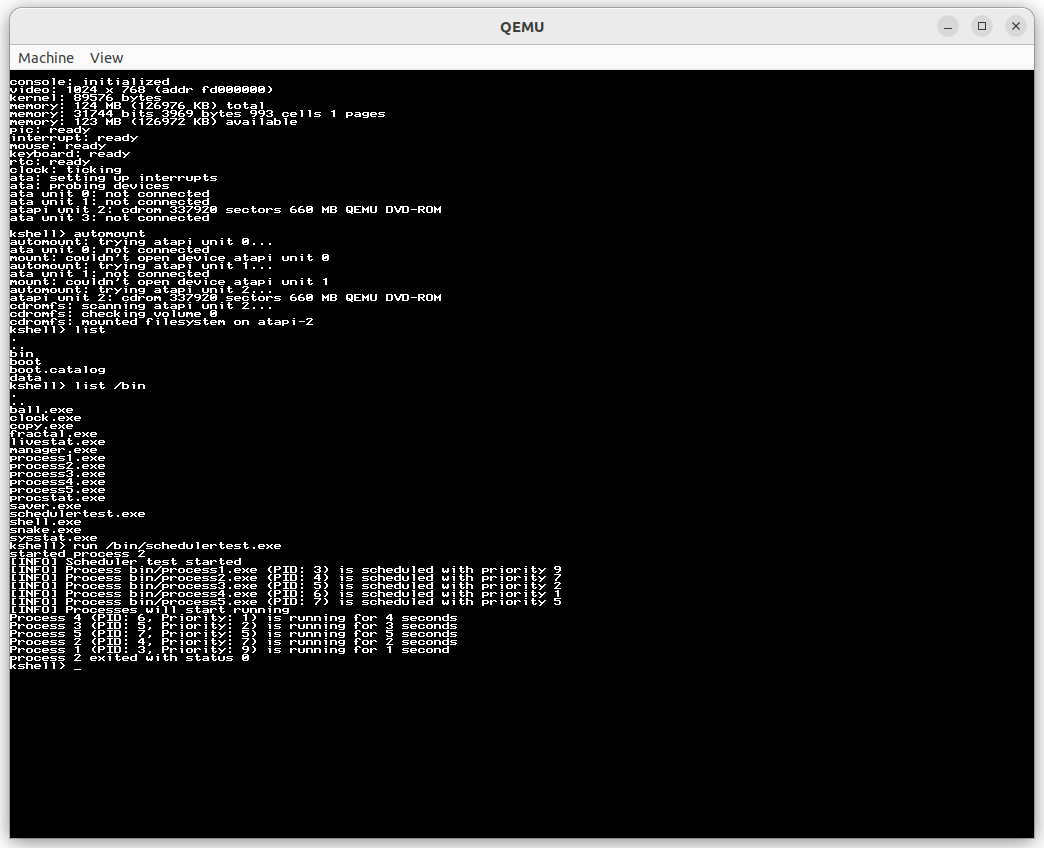 QEMU
Machine View
console: initialized
video: 1024 x 768 (addr fd000000)
kernel: 89576 bytes
memory: 124 MB (126976 KB) total
memory: 31744 bits 3969 bytes 993 cells 1 pages
memory: 123 MB (126972 KB) available
pic: ready
interrupt: ready
mouse: ready
keyboard: ready
rtc: ready
clock: ticking
ata: setting up interrupts
ata: probing devices
ata unit 0: not connected
ata unit 1: not connected
atapi unit 2: cdrom 337920 sectors 660 MB QEMU DVD-ROM
ata unit 3: not connected
kshell> automount
automount: trying atapi unit 0...
ata unit 0: not connected
mount: couldn't open device atapi unit 0
automount: trying atapi unit 1...
ata unit 1: not connected
mount: couldn't open device atapi unit 1
automount: trying atapi unit 2...
atapi unit 2: cdrom 337920 sectors 660 MB QEMU DVD-ROM
cdromfs: scanning atapi unit 2...
cdromfs: checking volume 0
cdromfs: mounted filesystem on atapi-2
kshell> list
.
..
bin
boot
boot.catalog
data
kshell> list /bin
.
..
ball.exe
clock.exe
copy.exe
fractal.exe
livestat.exe
manager.exe
process1.exe
process2.exe
process3.exe
process4.exe
process5.exe
procstat.exe
saver.exe
schedulertest.exe
shell.exe
snake.exe
sysstat.exe
kshell> run /bin/schedulertest.exe
started process 2
[INFO] Scheduler test started
[INFO] Process bin/process1.exe (PID: 3) is scheduled with priority 9
[INFO] Process bin/process2.exe (PID: 4) is scheduled with priority 7
[INFO] Process bin/process3.exe (PID: 5) is scheduled with priority 2
[INFO] Process bin/process4.exe (PID: 6) is scheduled with priority 1
[INFO] Process bin/process5.exe (PID: 7) is scheduled with priority 5
[INFO] Processes will start running
Process 4 (PID: 6, Priority: 1) is running for 4 seconds
Process 3 (PID: 5, Priority: 2) is running for 3 seconds
Process 5 (PID: 7, Priority: 5) is running for 5 seconds
Process 2 (PID: 4, Priority: 7) is running for 2 seconds
Process 1 (PID: 3, Priority: 9) is running for 1 second
process 2 exited with status 0
kshell> _